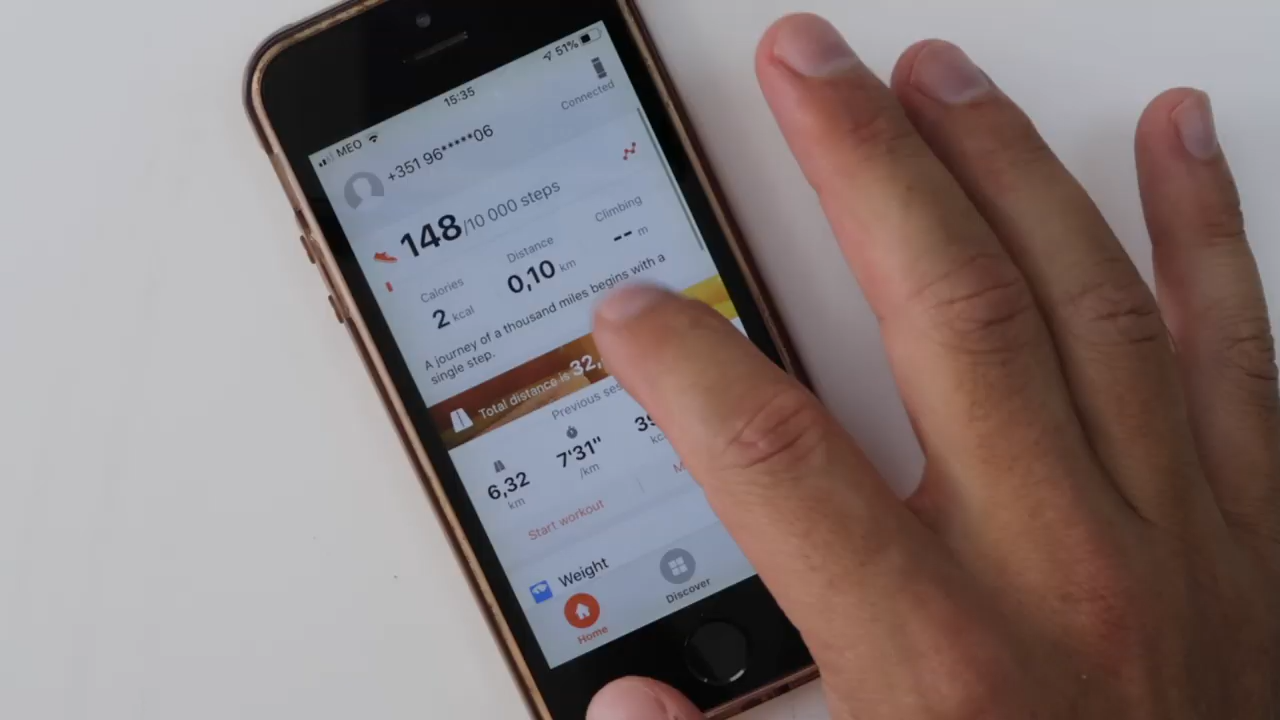 MEO 15:35 51%
Connected
+351 96*****06
148/10 000 steps
Calories Distance Climbing
2 kcal 0,10 km -- m
A journey of a thousand miles begins with a
single step.
Total distance is 32,
Previous
6,32 7'31"
km /km
Start workout
Weight
Home Discover